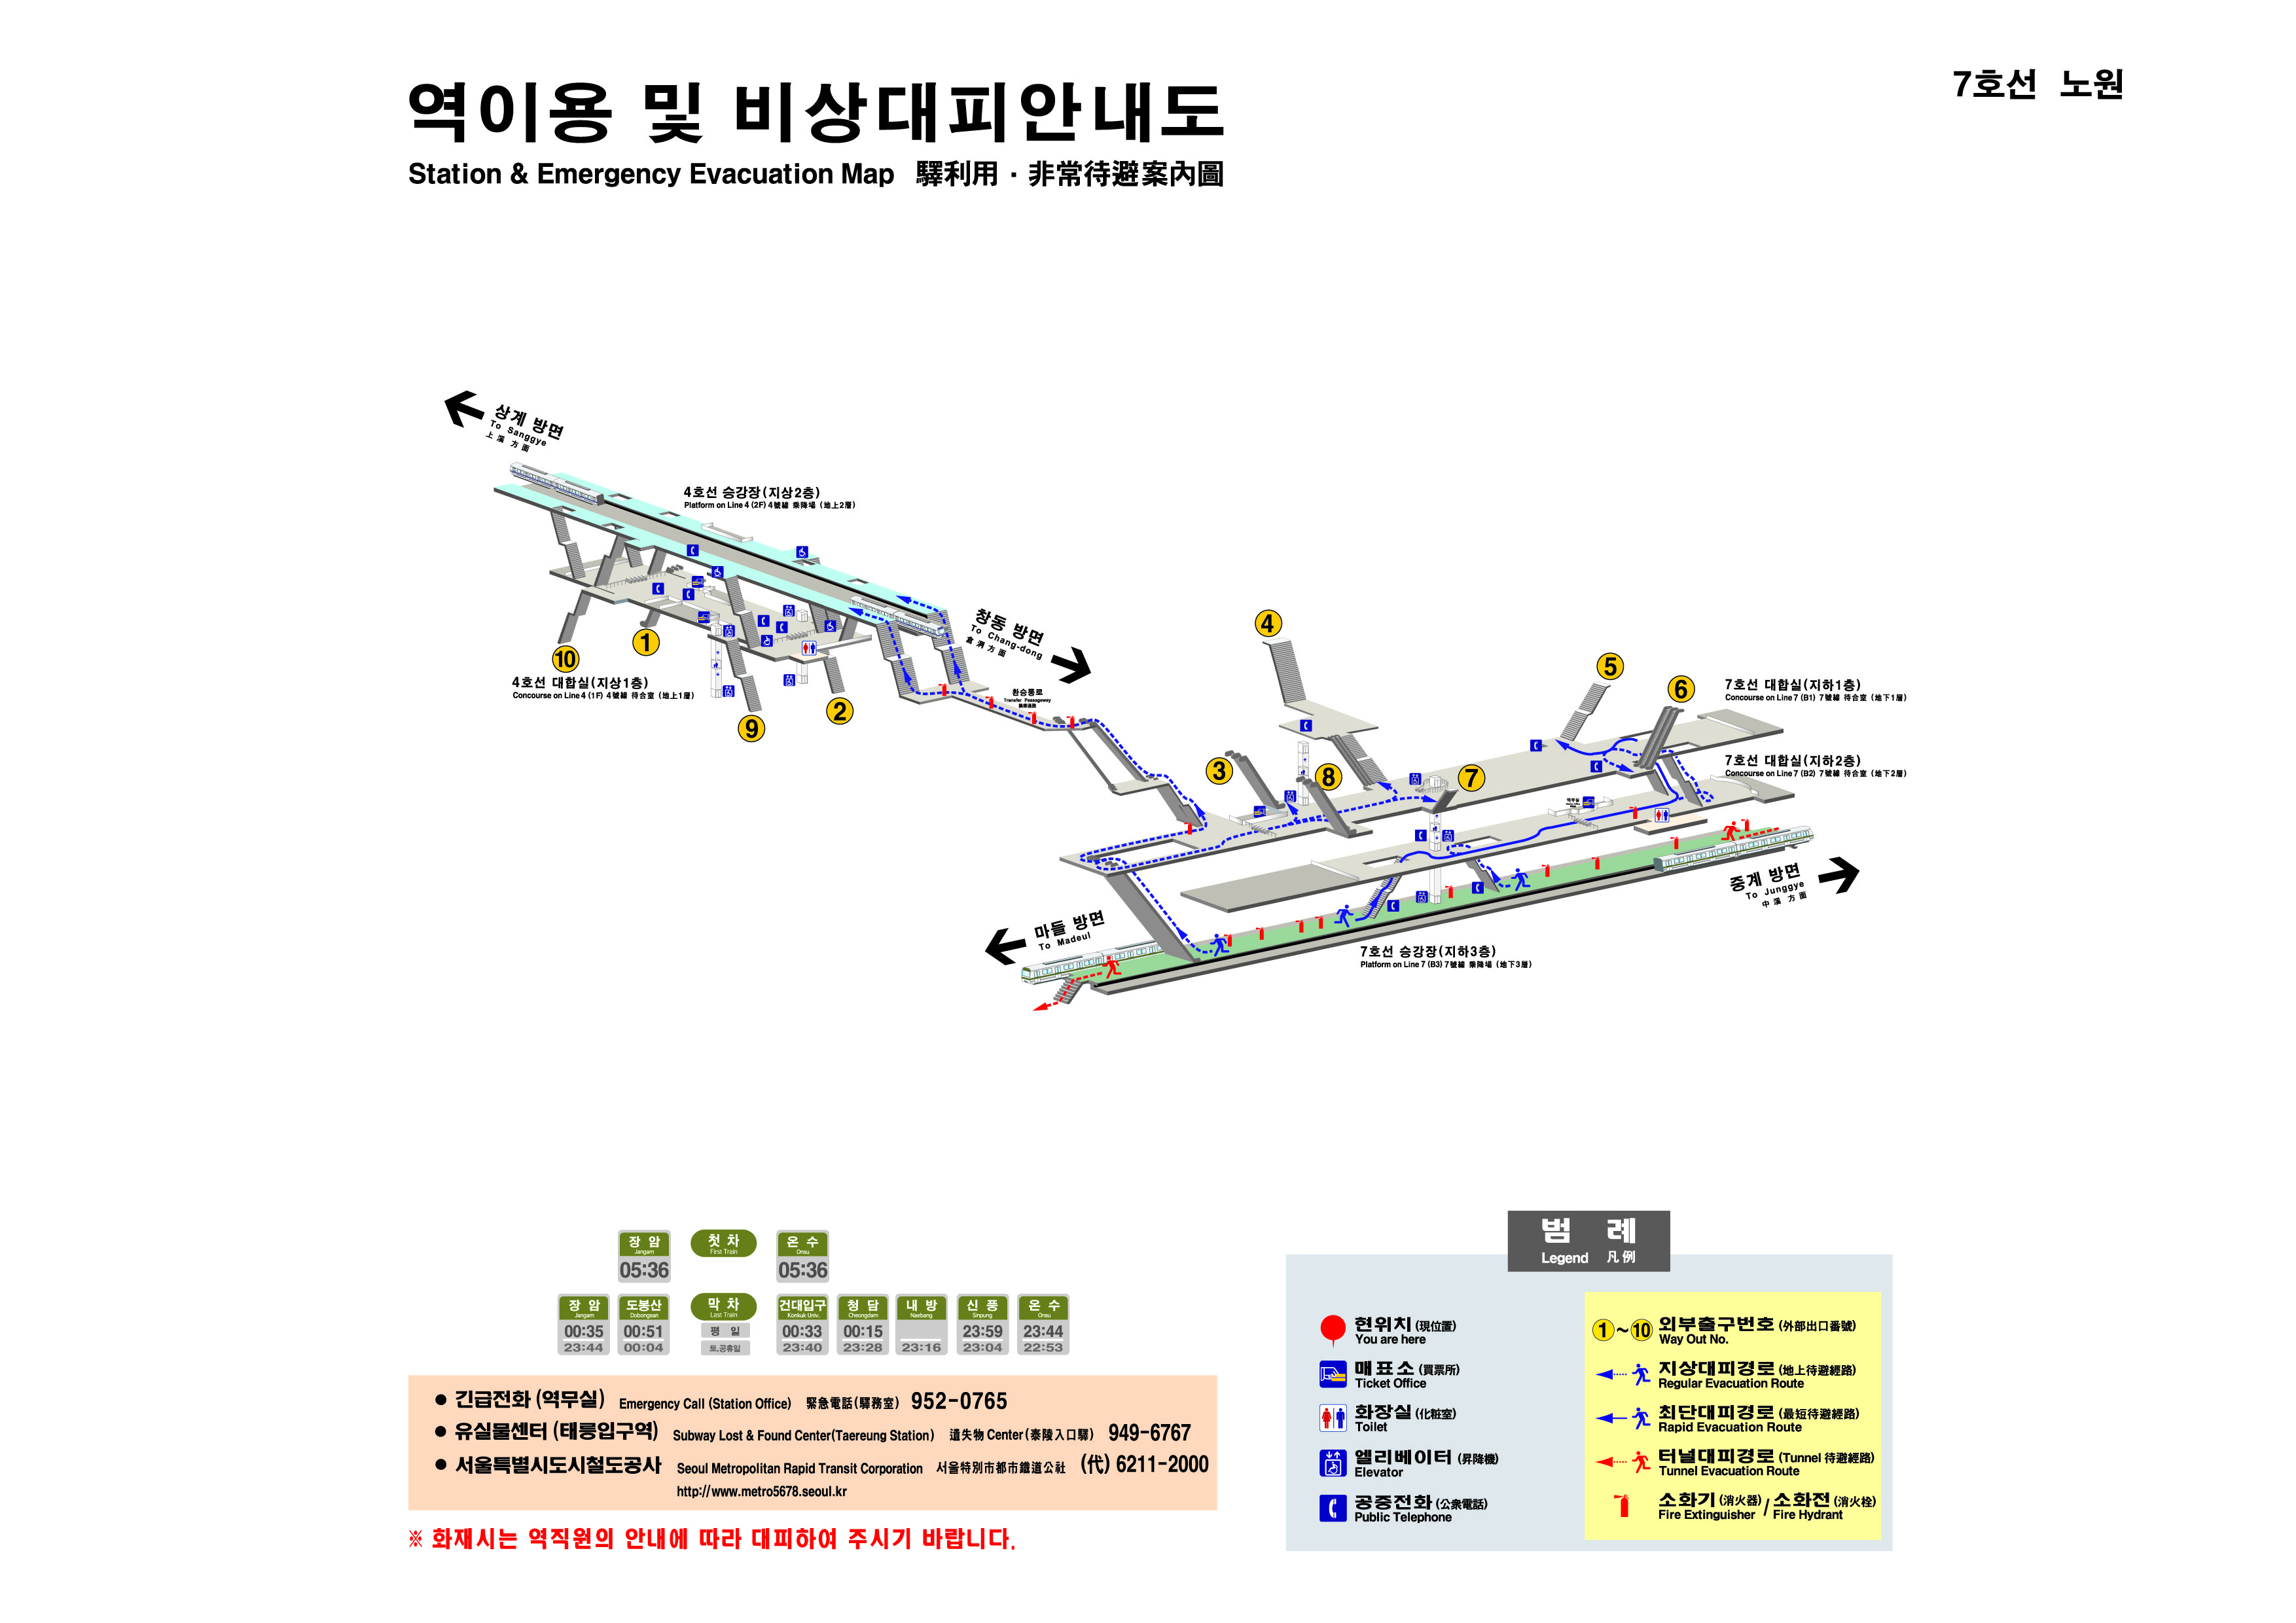 역이용 및 비상대피안내도
Station & Emergency Evacuation Map 驛利用 · 非常待避案內圖
7호선 노원
상계 방면
To Sanggye
上溪方面
4호선 승강장(지상2층)
Platform on Line 4 (2F) 4號線 乘降場 (地上2層)
창동 방면
To Chang-dong
倉洞方面
환승통로
Transfer Passageway
10
1
9
2
4호선 대합실(지상1층)
Concourse on Line 4 (1F) 4號線 待合室 (地上1層)
4
5
6
3
8
7
7호선 대합실(지하1층)
Concourse on Line 7 (B1) 7號線 待合室 (地下1層)
7호선 대합실(지하2층)
Concourse on Line 7 (B2) 7號線 待合室 (地下2層)
역무실
중계 방면
To Junggye
中溪方面
마들 방면
To Madeul
7호선 승강장(지하3층)
Platform on Line 7 (B3) 7號線 乘降場 (地下3層)
장 암
Jangam
05:36
첫 차
First Train
온 수
Onsu
05:36
장 암
Jangam
00:35
23:44
도봉산
Dobongsan
00:51
00:04
막 차
Last Train
평 일
토.공휴일
건대입구
Konkuk Univ.
00:33
23:40
청 담
Cheongdam
00:15
23:28
내 방
Naebang
23:16
신 풍
Sinpung
23:59
23:04
온 수
Onsu
23:44
22:53
● 긴급전화 (역무실) Emergency Call (Station Office) 緊急電話(驛務室) 952-0765
● 유실물센터 (태릉입구역) Subway Lost & Found Center(Taereung Station) 遺失物 Center(泰陵入口驛) 949-6767
● 서울특별시도시철도공사 Seoul Metropolitan Rapid Transit Corporation 서울特別市都市鐵道公社 (代) 6211-2000
http://www.metro5678.seoul.kr
※ 화재시는 역직원의 안내에 따라 대피하여 주시기 바랍니다.
범 례
Legend 凡例
현위치 (現位置)
You are here
매표소 (買票所)
Ticket Office
화장실 (化粧室)
Toilet
엘리베이터 (昇降機)
Elevator
공중전화 (公衆電話)
Public Telephone
1~10 외부출구번호 (外部出口番號)
Way Out No.
지상대피경로 (地上待避經路)
Regular Evacuation Route
최단대피경로 (最短待避經路)
Rapid Evacuation Route
터널대피경로 (Tunnel 待避經路)
Tunnel Evacuation Route
소화기 (消火器) / 소화전 (消火栓)
Fire Extinguisher / Fire Hydrant